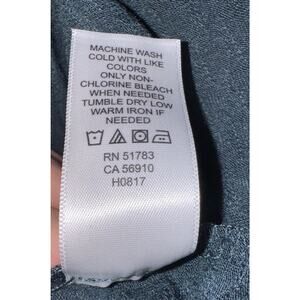 MACHINE WASH
COLD WITH LIKE
COLORS
ONLY NON-
CHLORINE BLEACH
WHEN NEEDED
TUMBLE DRY LOW
WARM IRON IF
NEEDED
RN 51783
CA 56910
H0817